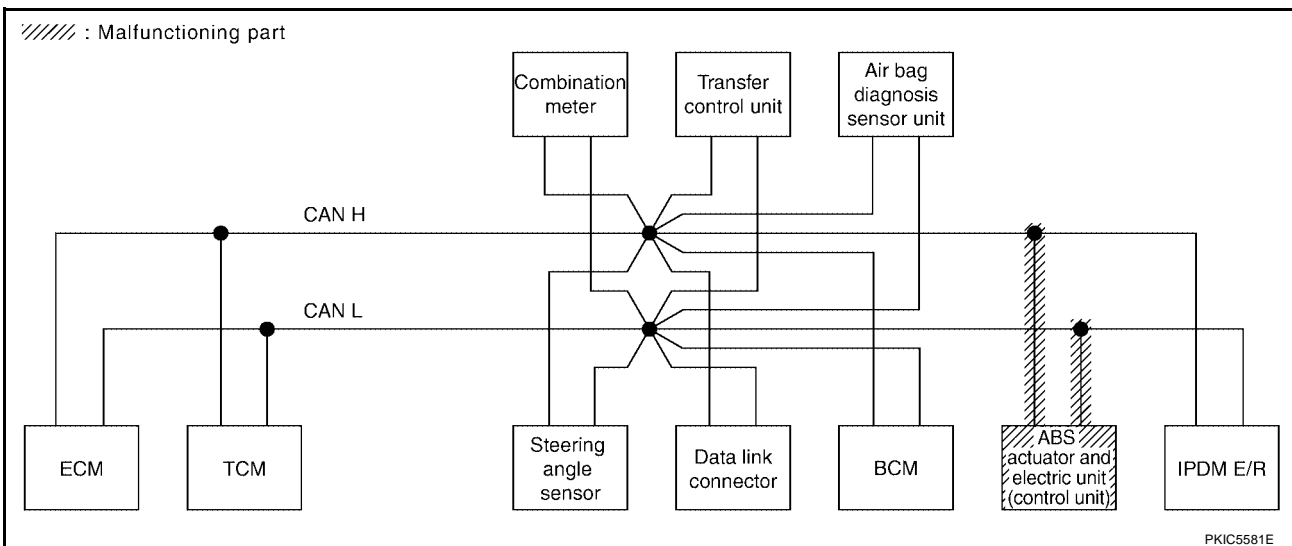 : Malfunctioning part
Combination
meter
Transfer
control unit
Air bag
diagnosis
sensor unit
CAN H
CAN L
ECM
TCM
Steering
angle
sensor
Data link
connector
BCM
ABS
actuator and
electric unit
(control unit)
IPDM E/R
PKIC5581E